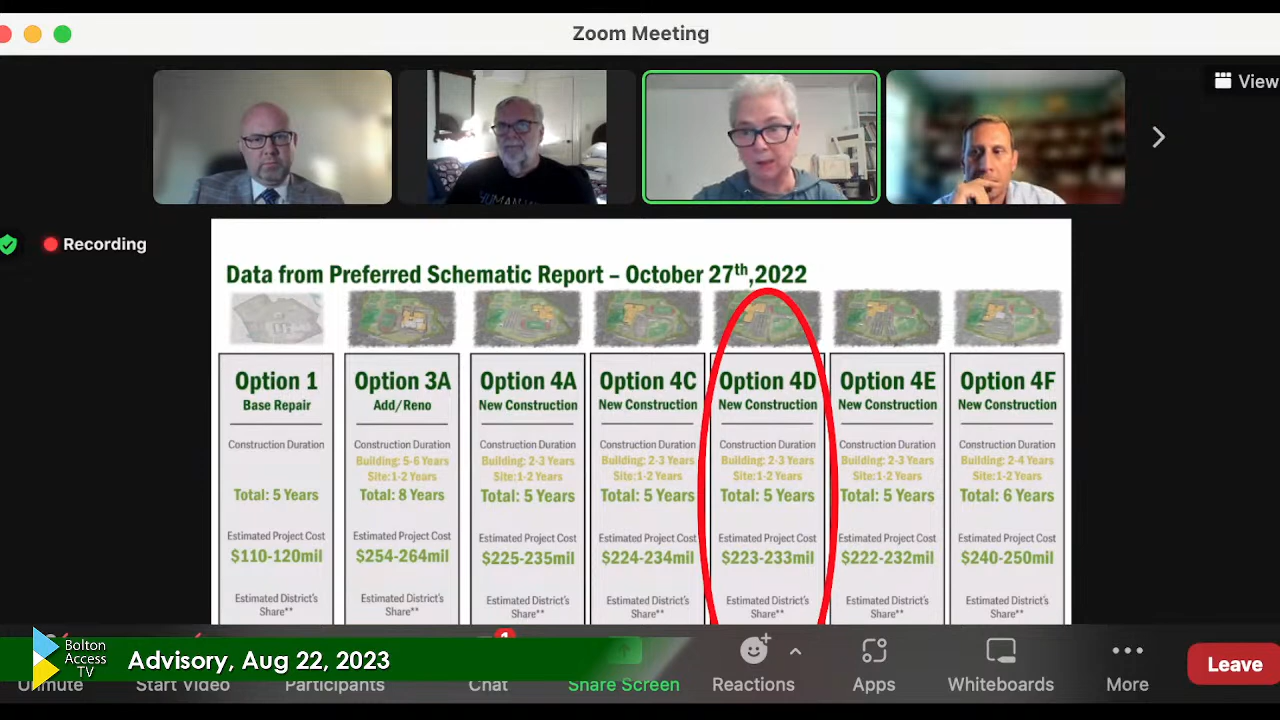 Zoom Meeting
View
Recording
Data from Preferred Schematic Report – October 27th,2022
Option 1
Base Repair
Construction Duration
Total: 5 Years
Estimated Project Cost
$110-120mil
Estimated District's
Share**
Option 3A
Add/Reno
Construction Duration
Building: 5-6 Years
Site:1-2 Years
Total: 8 Years
Estimated Project Cost
$254-264mil
Estimated District's
Share**
Option 4A
New Construction
Construction Duration
Building: 2-3 Years
Site:1-2 Years
Total: 5 Years
Estimated Project Cost
$225-235mil
Estimated District's
Share**
Option 4C
New Construction
Construction Duration
Building: 2-3 Years
Site:1-2 Years
Total: 5 Years
Estimated Project Cost
$224-234mil
Estimated District's
Share**
Option 4D
New Construction
Construction Duration
Building: 2-3 Years
Site:1-2 Years
Total: 5 Years
Estimated Project Cost
$223-233mil
Estimated District's
Share**
Option 4E
New Construction
Construction Duration
Building: 2-3 Years
Site:1-2 Years
Total: 5 Years
Estimated Project Cost
$222-232mil
Estimated District's
Share**
Option 4F
New Construction
Construction Duration
Building: 2-4 Years
Site:1-2 Years
Total: 6 Years
Estimated Project Cost
$240-250mil
Estimated District's
Share**
Bolton
Access
TV
Advisory, Aug 22, 2023
Unmute
Start Video
Participants
Chat
Share Screen
Reactions
Apps
Whiteboards
More
Leave